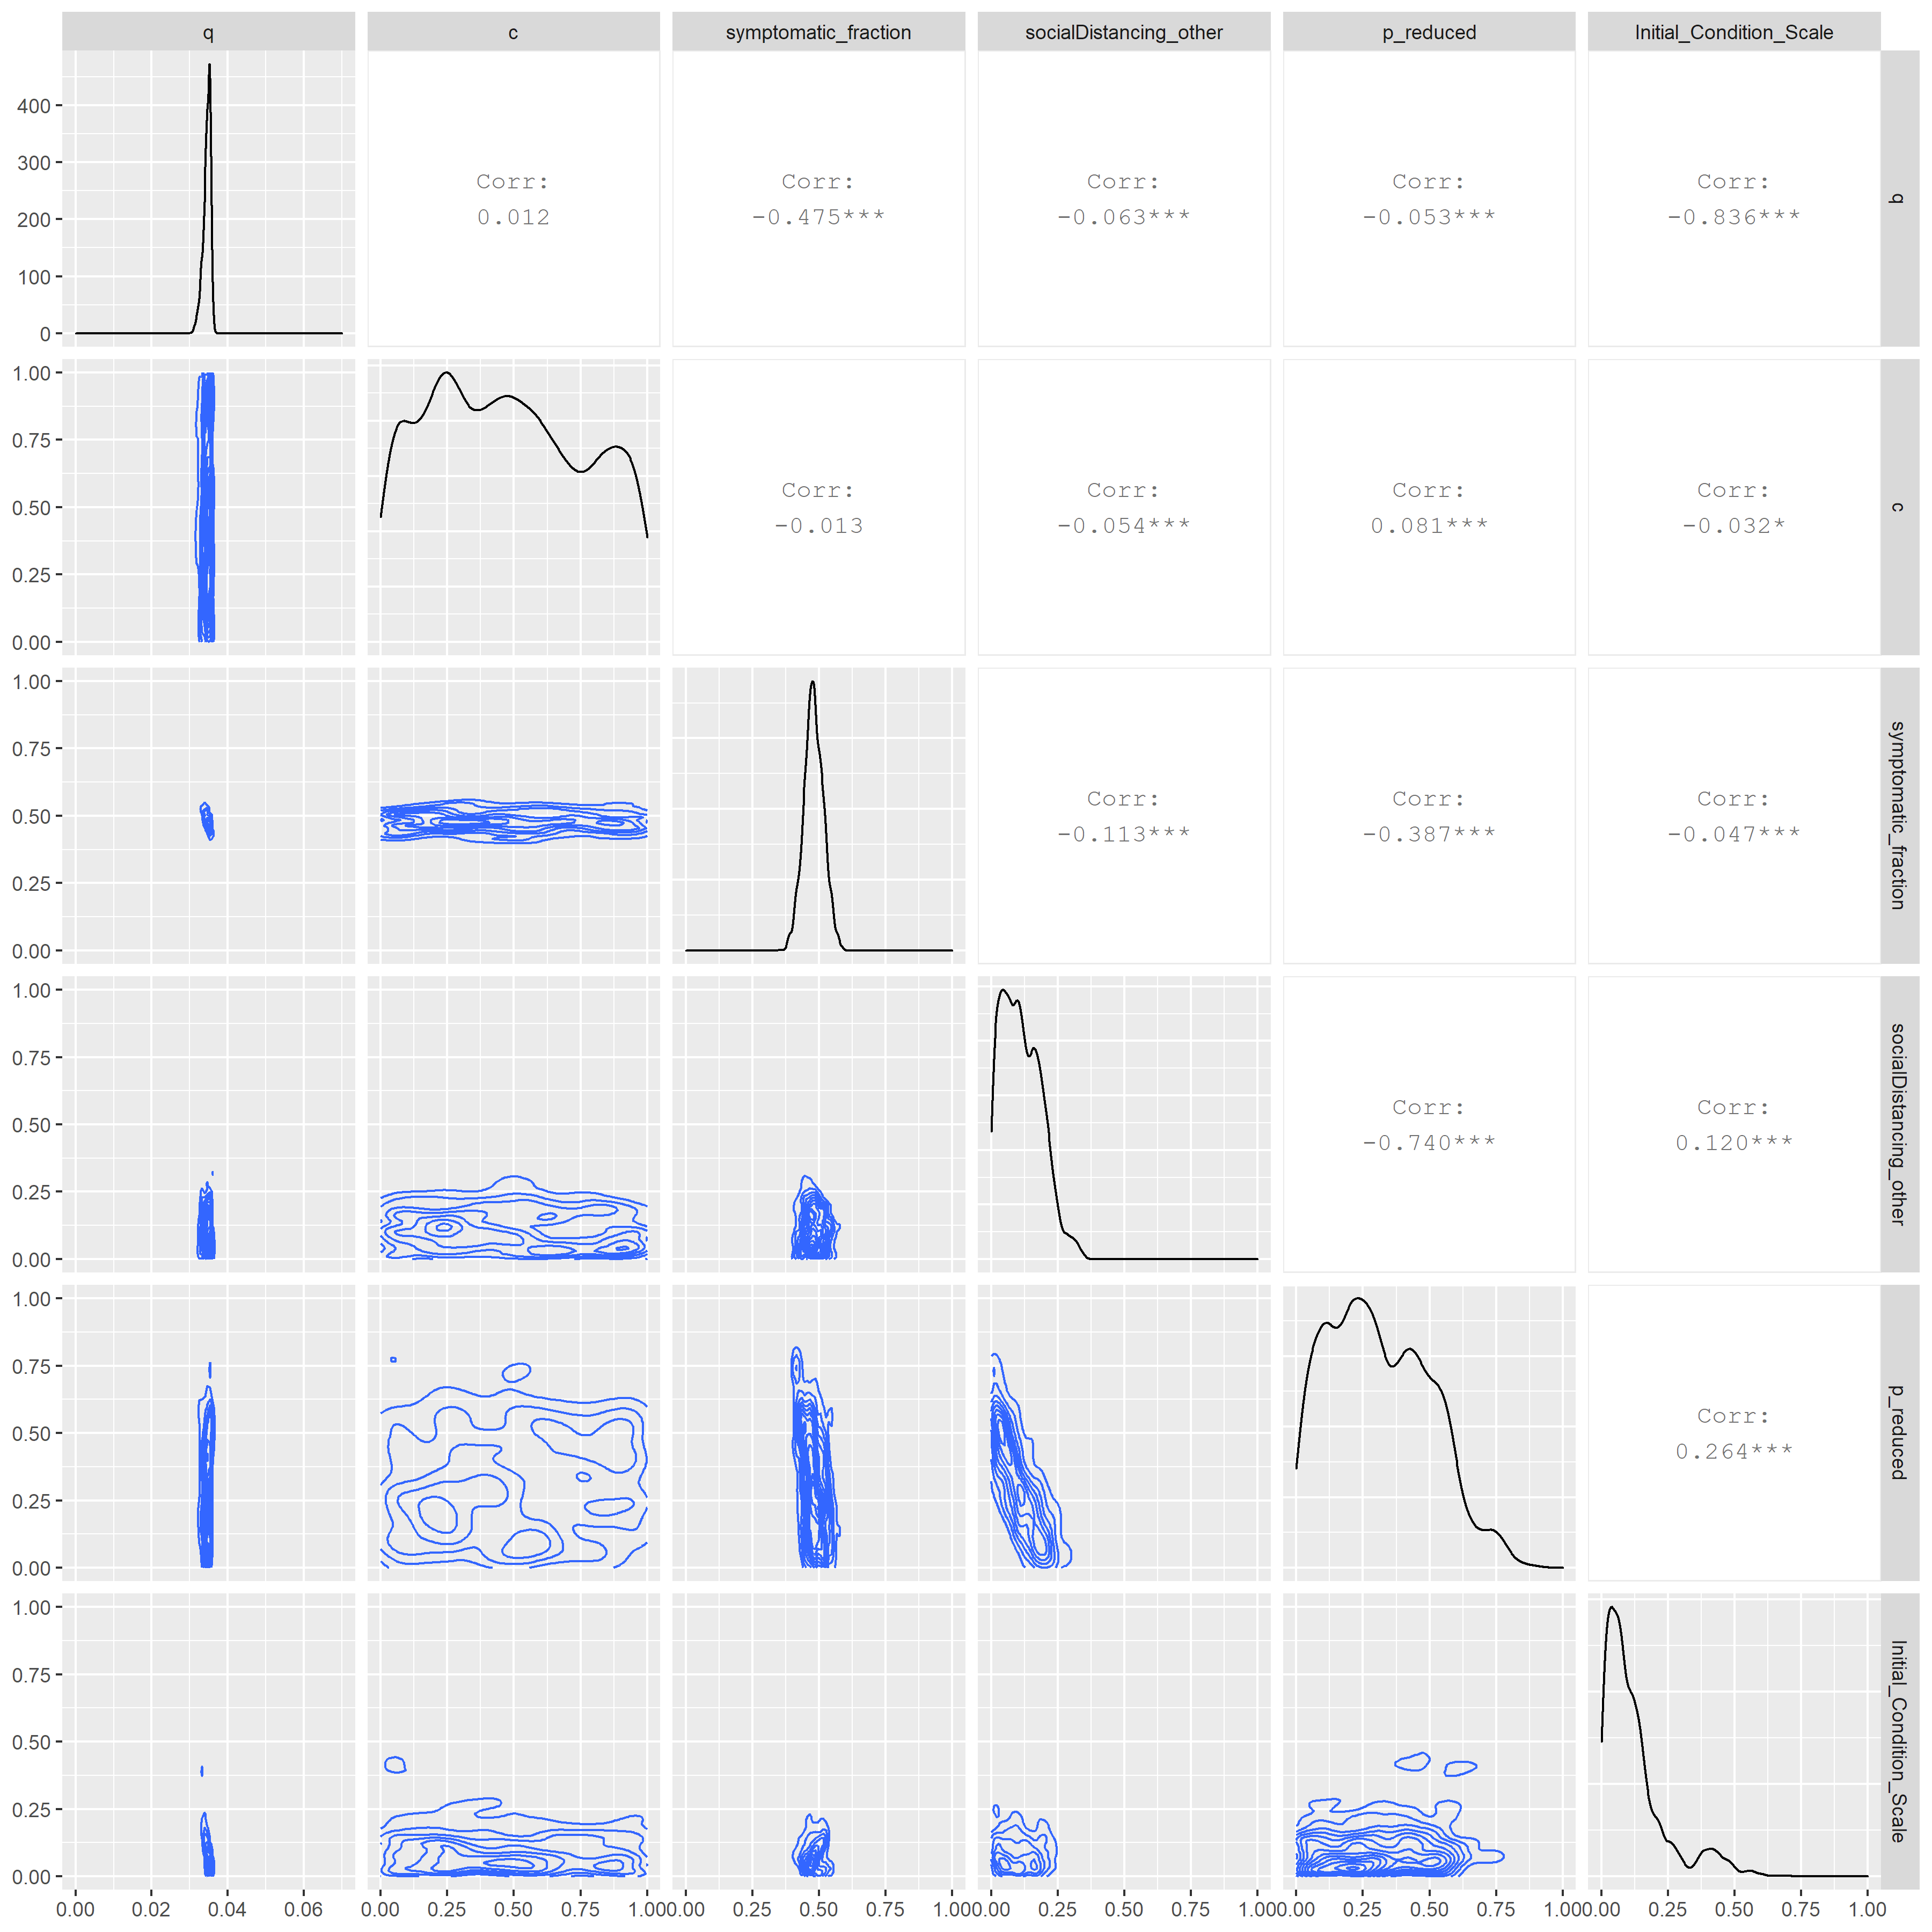 q c symptomatic_fraction socialDistancing_other p_reduced Initial_Condition_Scale
400
300
200
100
0
Corr:
0.012
Corr:
-0.475***
Corr:
-0.063***
Corr:
-0.053***
Corr:
-0.836***
q
1.00
0.75
0.50
0.25
0.00
Corr:
-0.013
Corr:
-0.054***
Corr:
0.081***
Corr:
-0.032*
c
1.00
0.75
0.50
0.25
0.00
Corr:
-0.113***
Corr:
-0.387***
Corr:
-0.047***
symptomatic_fraction
1.00
0.75
0.50
0.25
0.00
Corr:
-0.740***
Corr:
0.120***
socialDistancing_other
1.00
0.75
0.50
0.25
0.00
Corr:
0.264***
p_reduced
1.00
0.75
0.50
0.25
0.00
Initial_Condition_Scale
0.00 0.02 0.04 0.06 0.00 0.25 0.50 0.75 1.00 0.00 0.25 0.50 0.75 1.00 0.00 0.25 0.50 0.75 1.00 0.00 0.25 0.50 0.75 1.00 0.00 0.25 0.50 0.75 1.00